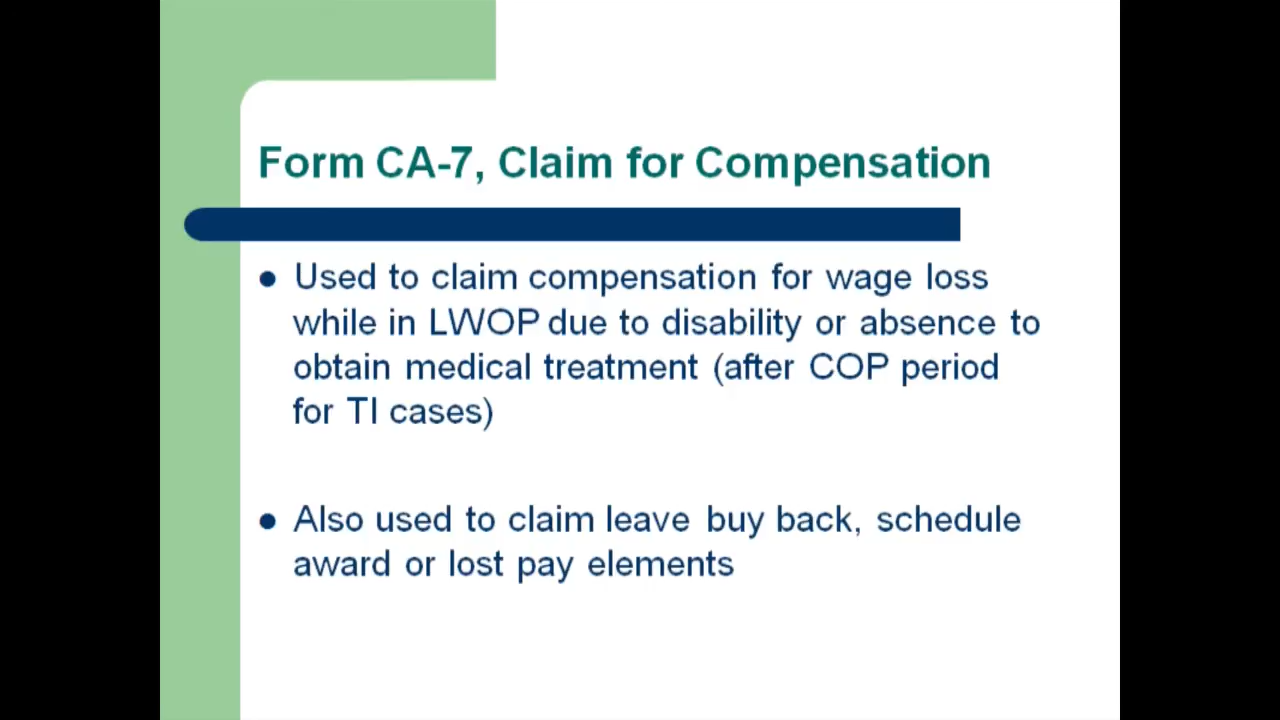 Form CA-7, Claim for Compensation
● Used to claim compensation for wage loss
while in LWOP due to disability or absence to
obtain medical treatment (after COP period
for TI cases)
● Also used to claim leave buy back, schedule
award or lost pay elements